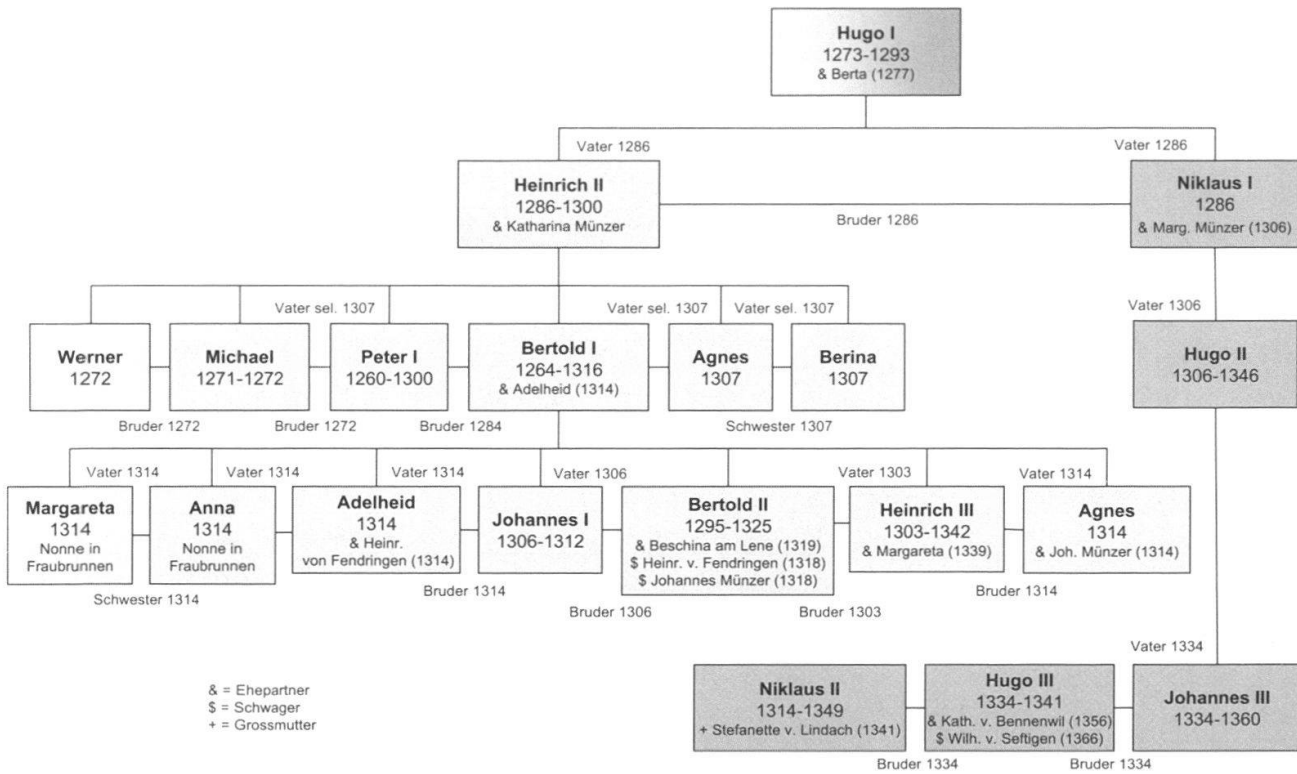 Hugo I
1273-1293
& Berta (1277)
Vater 1286
Vater 1286
Heinrich II
1286-1300
& Katharina Münzer
Bruder 1286
Niklaus I
1286
& Marg. Münzer (1306)
Vater sel. 1307
Vater sel. 1307
Vater sel. 1307
Vater 1306
Werner
1272
Michael
1271-1272
Peter I
1260-1300
Bertold I
1264-1316
& Adelheid (1314)
Agnes
1307
Berina
1307
Hugo II
1306-1346
Bruder 1272
Bruder 1272
Bruder 1284
Schwester 1307
Vater 1314
Vater 1314
Vater 1314
Vater 1306
Vater 1303
Vater 1314
Margareta
1314
Nonne in
Fraubrunnen
Anna
1314
Nonne in
Fraubrunnen
Adelheid
1314
& Heinr.
von Fendringen (1314)
Johannes I
1306-1312
Bertold II
1295-1325
& Beschina am Lene (1319)
$ Heinr. v. Fendringen (1318)
$ Johannes Münzer (1318)
Heinrich III
1303-1342
& Margareta (1339)
Agnes
1314
& Joh. Münzer (1314)
Schwester 1314
Bruder 1314
Bruder 1306
Bruder 1303
Bruder 1314
Vater 1334
& = Ehepartner
$ = Schwager
+ = Grossmutter
Niklaus II
1314-1349
+ Stefanette v. Lindach (1341)
Hugo III
1334-1341
& Kath. v. Bennenwil (1356)
$ Wilh. v. Seftigen (1366)
Johannes III
1334-1360
Bruder 1334
Bruder 1334